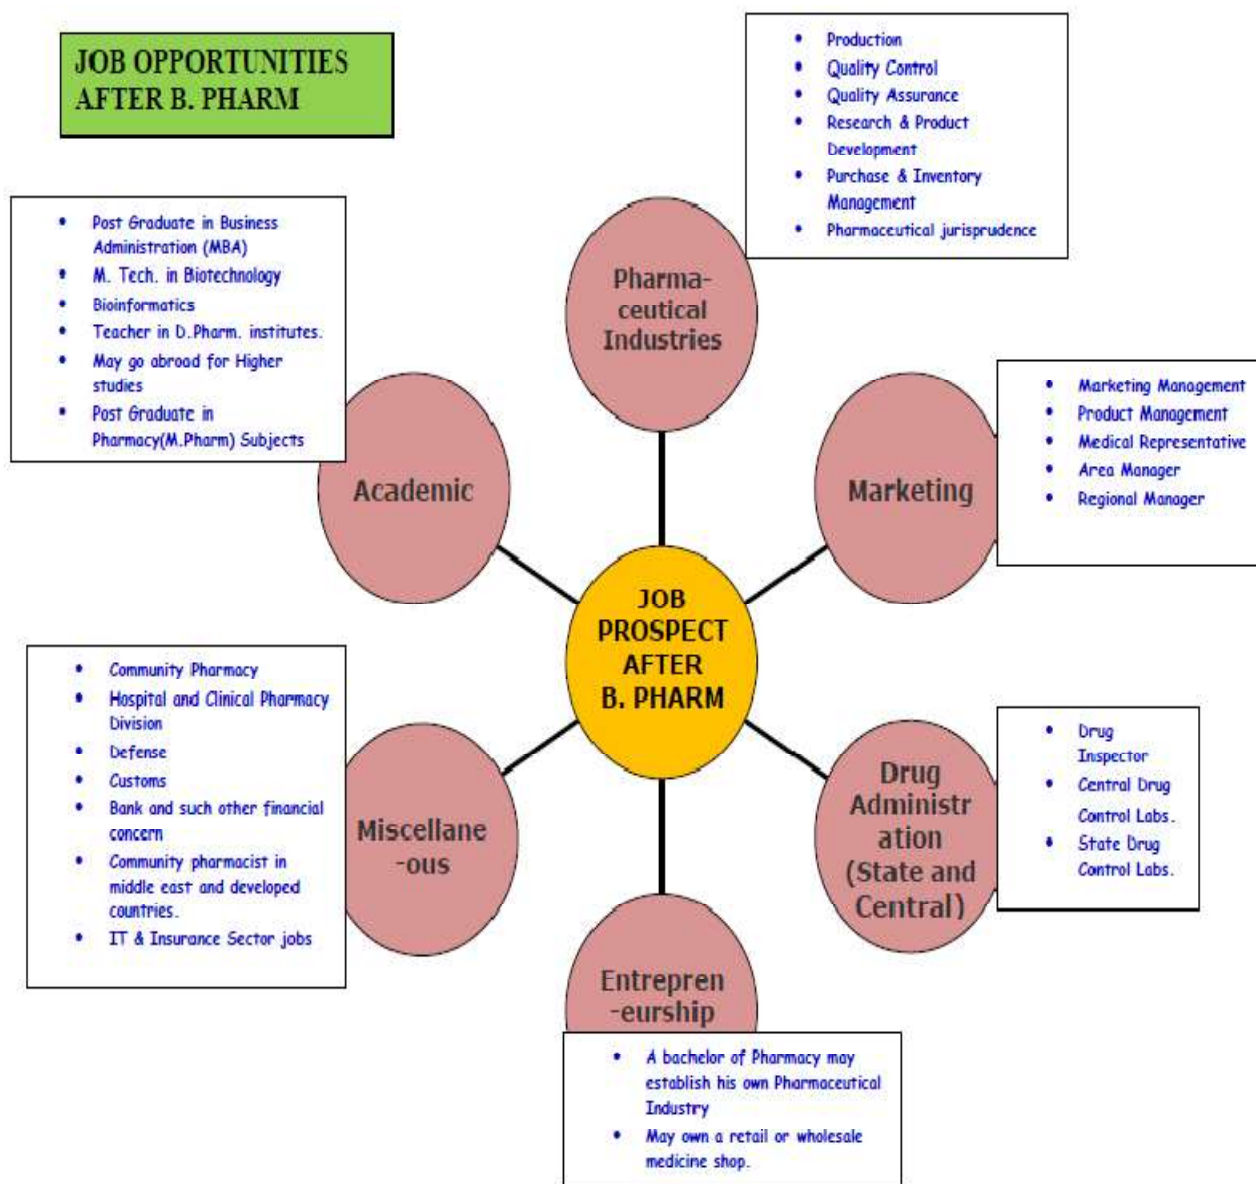 JOB OPPORTUNITIES
AFTER B. PHARM
• Production
• Quality Control
• Quality Assurance
• Research & Product
Development
• Purchase & Inventory
Management
• Pharmaceutical jurisprudence
Pharma-
ceutical
Industries
• Post Graduate in Business
Administration (MBA)
• M. Tech. in Biotechnology
• Bioinformatics
• Teacher in D.Pharm. institutes.
• May go abroad for Higher
studies
• Post Graduate in
Pharmacy(M.Pharm) Subjects
Academic
Marketing
• Marketing Management
• Product Management
• Medical Representative
• Area Manager
• Regional Manager
JOB
PROSPECT
AFTER
B. PHARM
• Community Pharmacy
• Hospital and Clinical Pharmacy
Division
• Defense
• Customs
• Bank and such other financial
concern
• Community pharmacist in
middle east and developed
countries.
• IT & Insurance Sector jobs
Miscellane
-ous
Drug
Administr
ation
(State and
Central)
• Drug
Inspector
• Central Drug
Control Labs.
• State Drug
Control Labs.
Entrepren
-eurship
• A bachelor of Pharmacy may
establish his own Pharmaceutical
Industry
• May own a retail or wholesale
medicine shop.